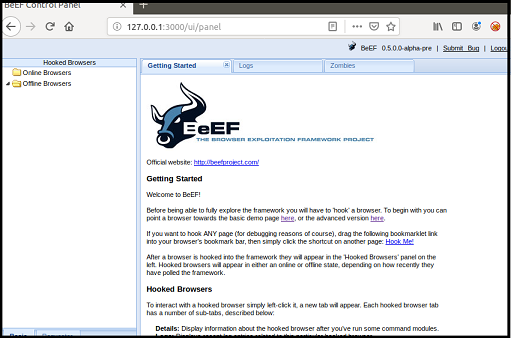 BeEF Control Panel
127.0.0.1:3000/ui/panel
BeEF 0.5.0.0-alpha-pre | Submit Bug | Logou
Hooked Browsers
Online Browsers
Offline Browsers
Getting Started Logs Zombies
BeEF
THE BROWSER EXPLOITATION FRAMEWORK PROJECT
Official website: http://beefproject.com/
Getting Started
Welcome to BeEF!
Before being able to fully explore the framework you will have to 'hook' a browser. To begin with you can
point a browser towards the basic demo page here, or the advanced version here.
If you want to hook ANY page (for debugging reasons of course), drag the following bookmarklet link
into your browser's bookmark bar, then simply click the shortcut on another page: Hook Me!
After a browser is hooked into the framework they will appear in the 'Hooked Browsers' panel on the
left. Hooked browsers will appear in either an online or offline state, depending on how recently they
have polled the framework.
Hooked Browsers
To interact with a hooked browser simply left-click it, a new tab will appear. Each hooked browser tab
has a number of sub-tabs, described below:
Details: Display information about the hooked browser after you've run some command modules.